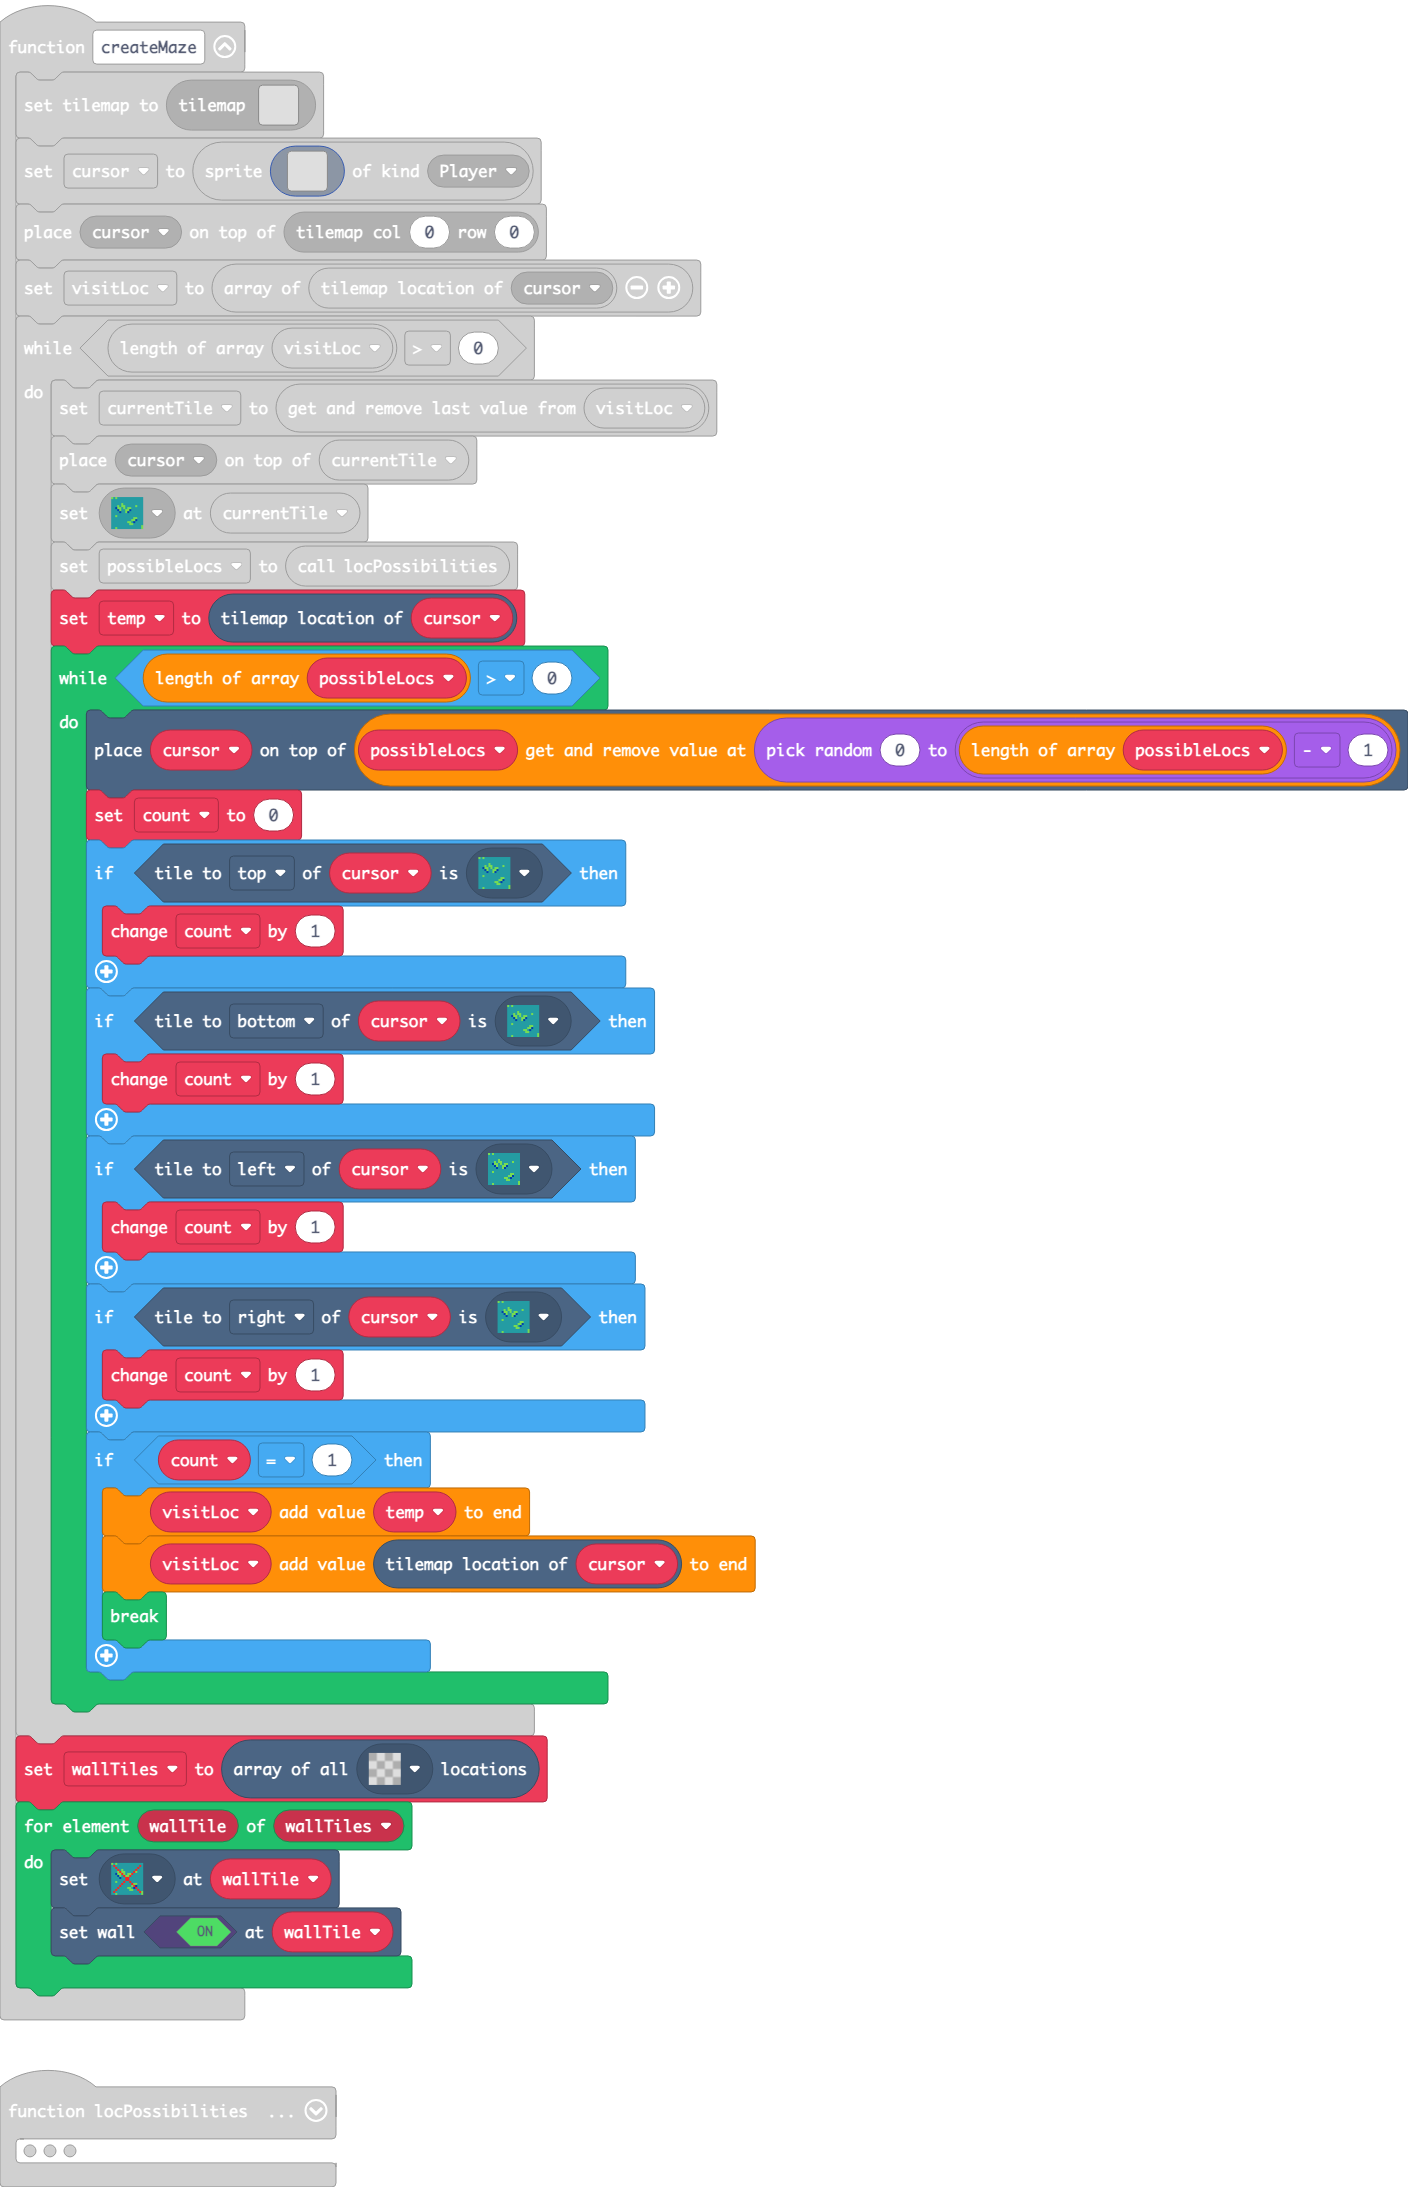 function createMaze
set tilemap to tilemap
set cursor to sprite of kind Player
place cursor on top of tilemap col 0 row 0
set visitLoc to array of tilemap location of cursor
while length of array visitLoc > 0
do
set currentTile to get and remove last value from visitLoc
place cursor on top of currentTile
set at currentTile
set possibleLocs to call locPossibilities
set temp to tilemap location of cursor
while length of array possibleLocs > 0
do
place cursor on top of possibleLocs get and remove value at pick random 0 to length of array possibleLocs - 1
set count to 0
if tile to top of cursor is then
change count by 1
if tile to bottom of cursor is then
change count by 1
if tile to left of cursor is then
change count by 1
if tile to right of cursor is then
change count by 1
if count = 1 then
visitLoc add value temp to end
visitLoc add value tilemap location of cursor to end
break
set wallTiles to array of all locations
for element wallTile of wallTiles
do
set at wallTile
set wall ON at wallTile
function locPossibilities ...